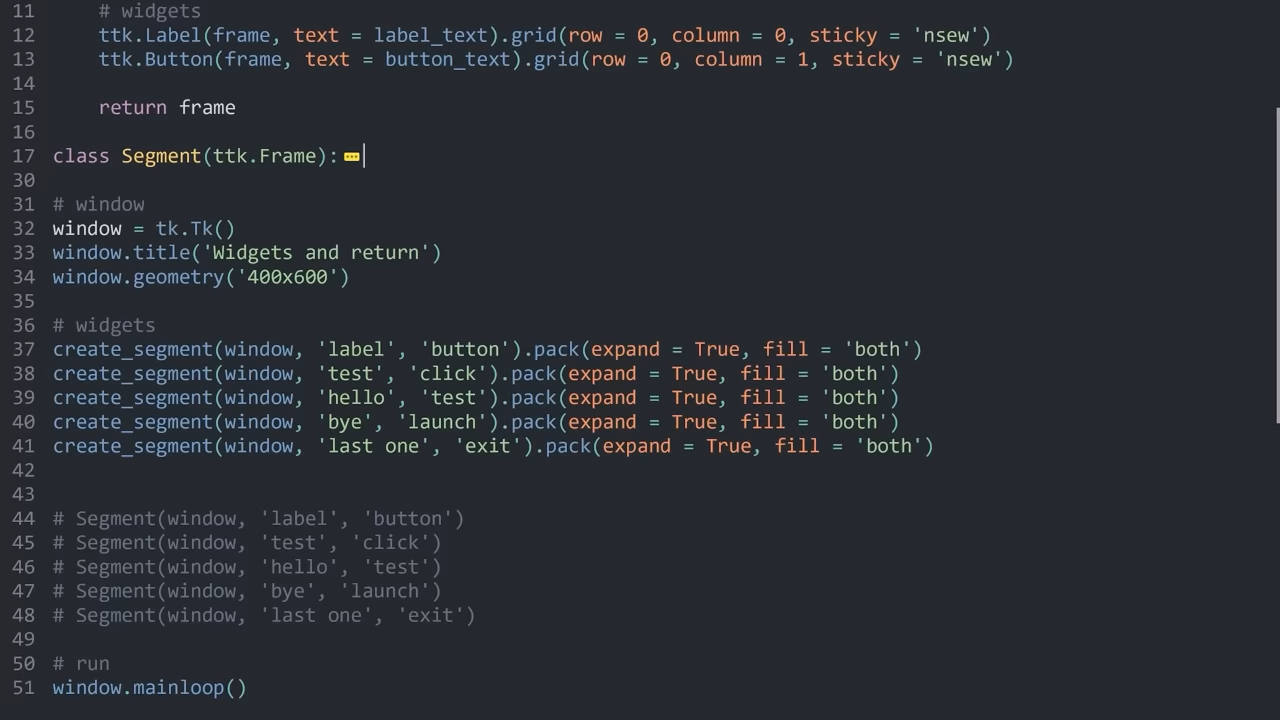 11 # widgets
12 ttk.Label(frame, text = label_text).grid(row = 0, column = 0, sticky = 'nsew')
13 ttk.Button(frame, text = button_text).grid(row = 0, column = 1, sticky = 'nsew')
14
15 return frame
16
17 class Segment(ttk.Frame):
30
31 # window
32 window = tk.Tk()
33 window.title('Widgets and return')
34 window.geometry('400x600')
35
36 # widgets
37 create_segment(window, 'label', 'button').pack(expand = True, fill = 'both')
38 create_segment(window, 'test', 'click').pack(expand = True, fill = 'both')
39 create_segment(window, 'hello', 'test').pack(expand = True, fill = 'both')
40 create_segment(window, 'bye', 'launch').pack(expand = True, fill = 'both')
41 create_segment(window, 'last one', 'exit').pack(expand = True, fill = 'both')
42
43
44 # Segment(window, 'label', 'button')
45 # Segment(window, 'test', 'click')
46 # Segment(window, 'hello', 'test')
47 # Segment(window, 'bye', 'launch')
48 # Segment(window, 'last one', 'exit')
49
50 # run
51 window.mainloop()